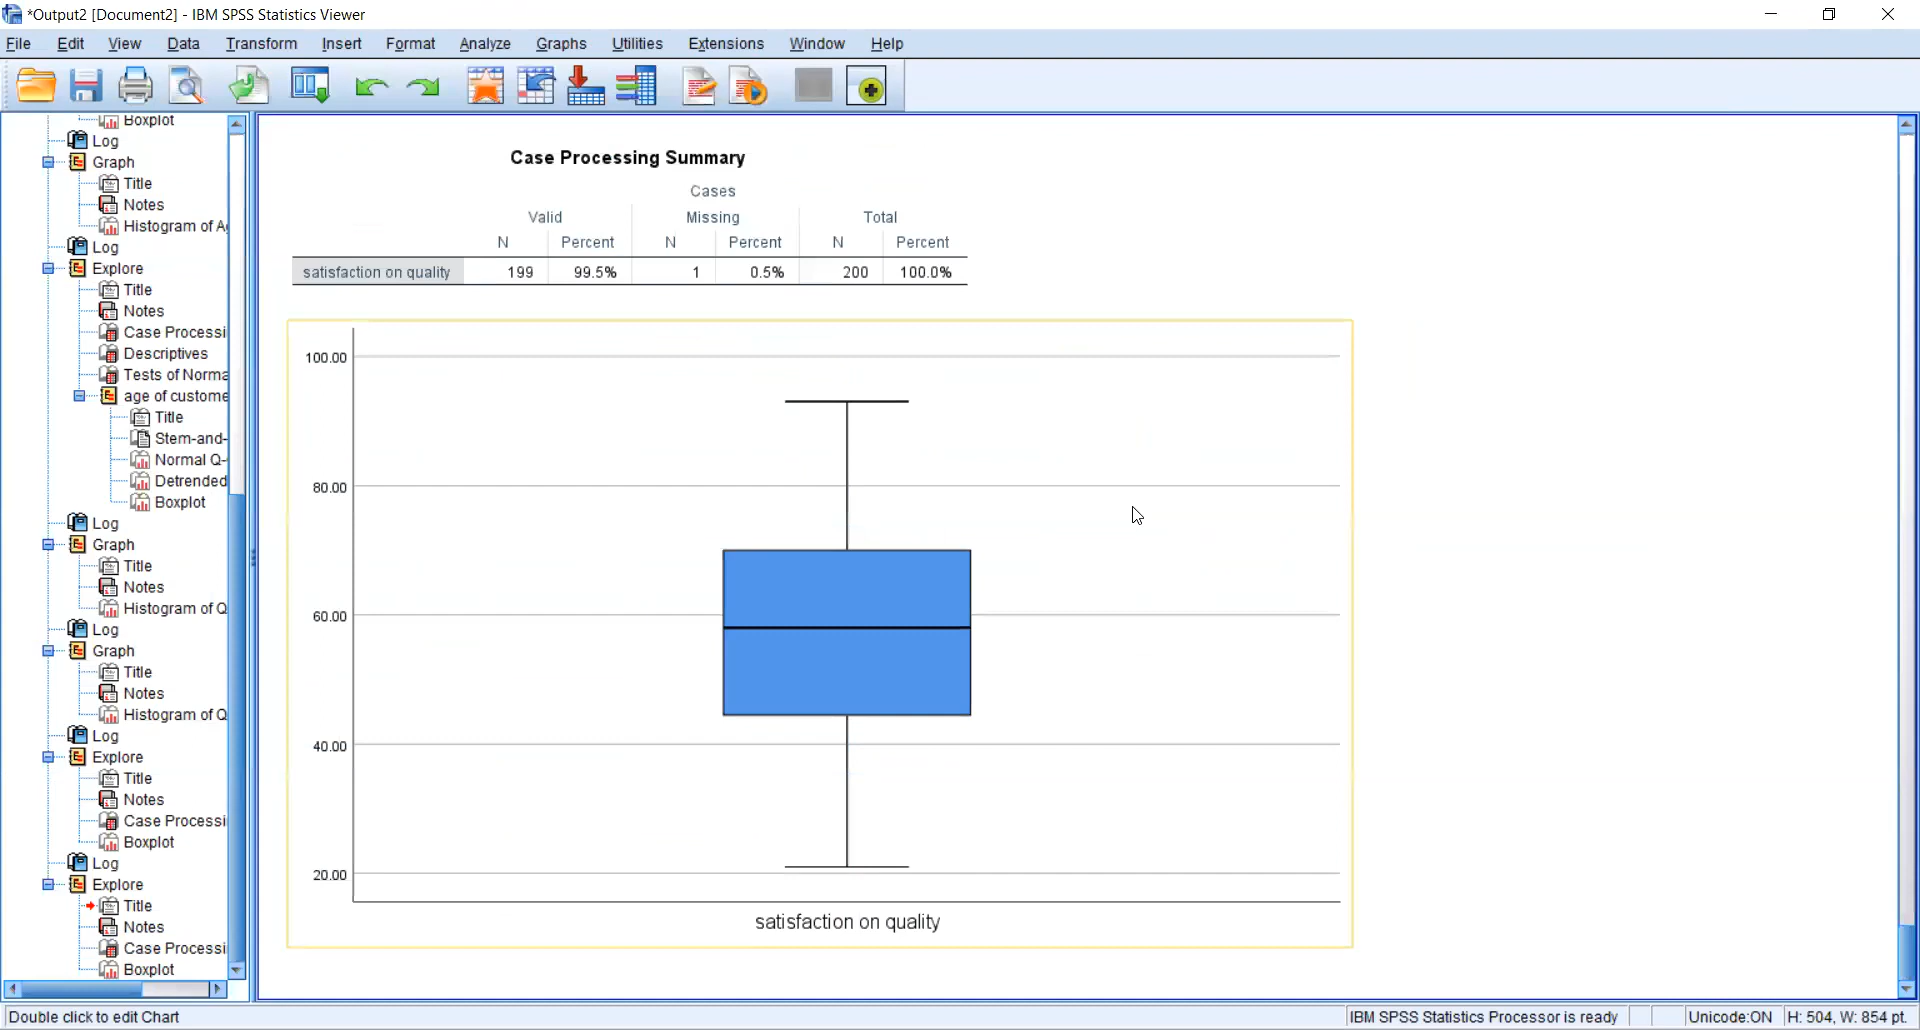 *Output2 [Document2] - IBM SPSS Statistics Viewer
File Edit View Data Transform Insert Format Analyze Graphs Utilities Extensions Window Help
Boxplot
Log
Graph
Title
Notes
Histogram of Ag
Log
Explore
Title
Notes
Case Processi
Descriptives
Tests of Norma
age of custome
Title
Stem-and-
Normal Q-
Detrended
Boxplot
Log
Graph
Title
Notes
Histogram of Q
Log
Graph
Title
Notes
Histogram of Q
Log
Explore
Title
Notes
Case Processi
Boxplot
Log
Explore
Title
Notes
Case Processi
Boxplot
Case Processing Summary
Cases
Valid Missing Total
N Percent N Percent N Percent
satisfaction on quality 199 99.5% 1 0.5% 200 100.0%
100.00
80.00
60.00
40.00
20.00
satisfaction on quality
Double click to edit Chart IBM SPSS Statistics Processor is ready Unicode:ON H: 504, W: 854 pt.